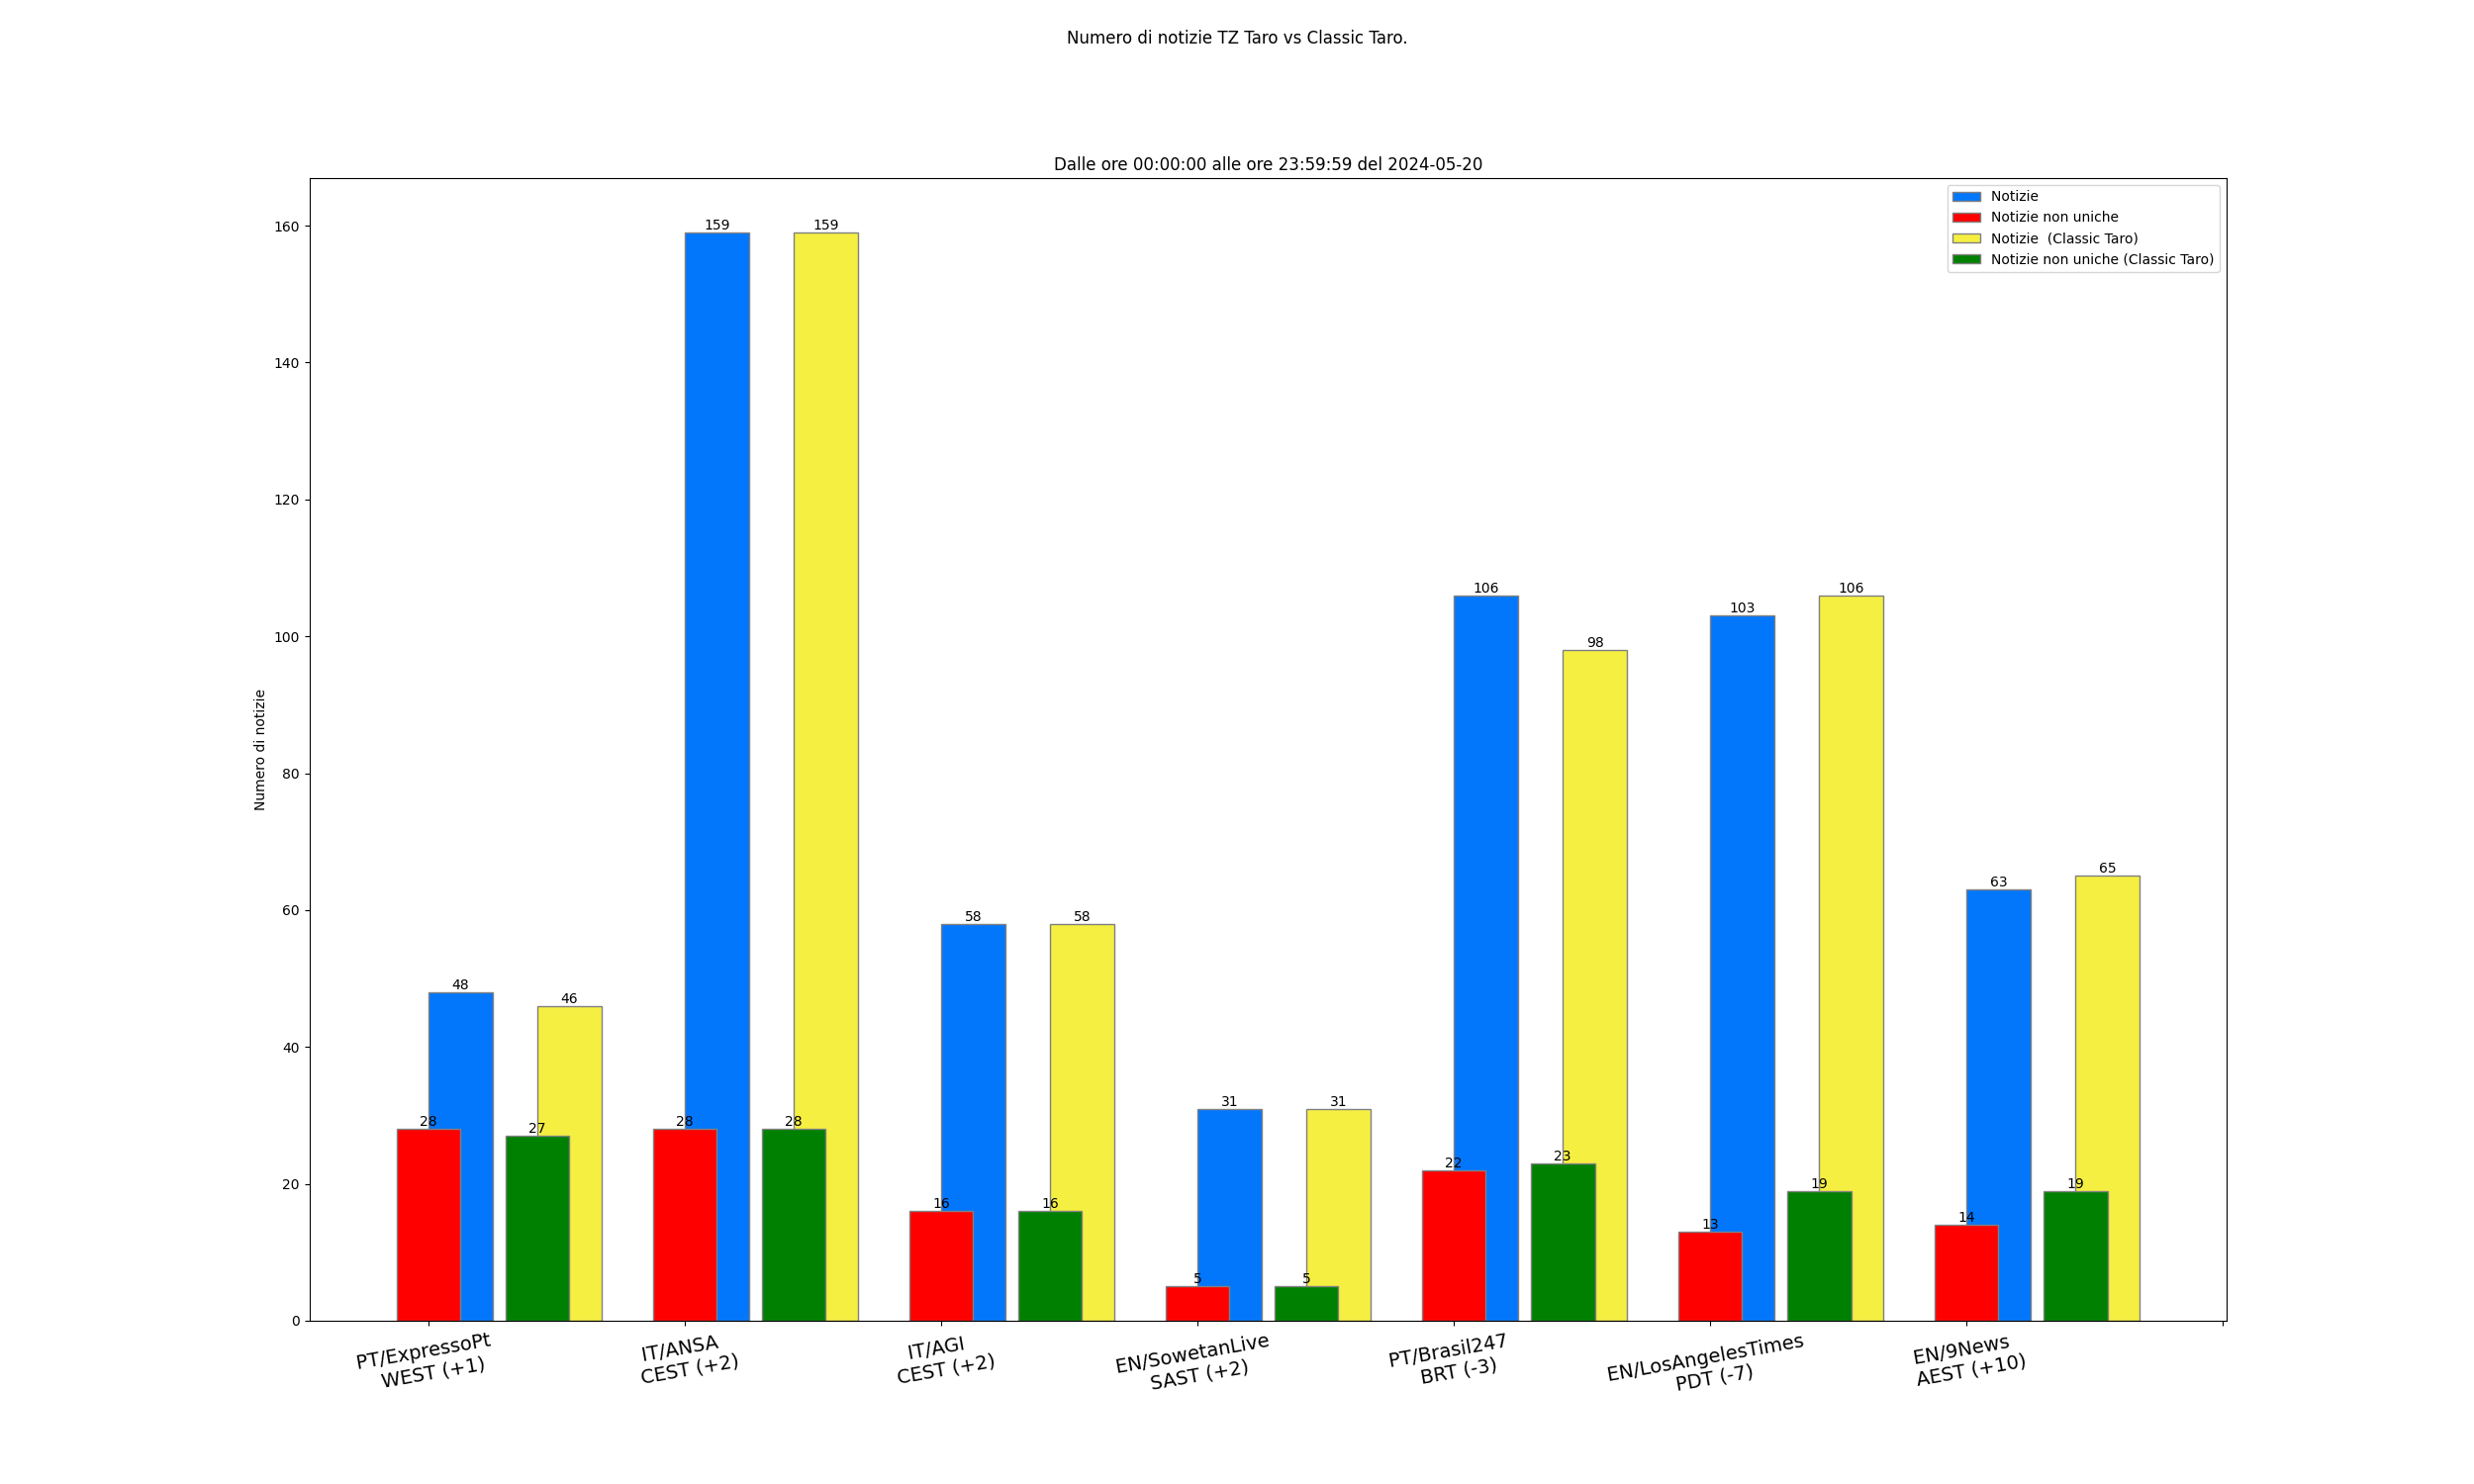 Numero di notizie TZ Taro vs Classic Taro.
Dalle ore 00:00:00 alle ore 23:59:59 del 2024-05-20
Notizie
Notizie non uniche
Notizie  (Classic Taro)
Notizie non uniche (Classic Taro)
Numero di notizie
160
140
120
100
80
60
40
20
0
28
48
27
46
28
159
28
159
16
58
16
58
5
31
5
31
22
106
23
98
13
103
19
106
14
63
19
65
PT/ExpressoPt
WEST (+1)
IT/ANSA
CEST (+2)
IT/AGI
CEST (+2)
EN/SowetanLive
SAST (+2)
PT/Brasil247
BRT (-3)
EN/LosAngelesTimes
PDT (-7)
EN/9News
AEST (+10)